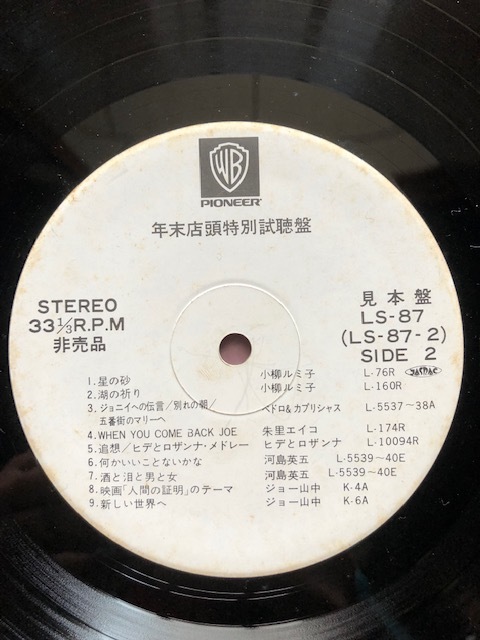 WB
PIONEER
年末店頭特別試聴盤
STEREO
33 1/3 R.P.M
非売品
見本盤
LS-87
(LS-87-2)
SIDE 2
JASRAC
1. 星の砂 小柳ルミ子 L-76R
2. 湖の祈り 小柳ルミ子 L-160R
3. ジョニイへの伝言/別れの朝/
五番街のマリーへ ペドロ&カプリシャス L-5537~38A
4. WHEN YOU COME BACK JOE 朱里エイコ L-174R
5. 追想/ヒデとロザンナ・メドレー ヒデとロザンナ L-10094R
6. 何かいいことないかな 河島英五 L-5539~40E
7. 酒と泪と男と女 河島英五 L-5539~40E
8. 映画「人間の証明」のテーマ ジョー山中 K-4A
9. 新しい世界へ ジョー山中 K-6A